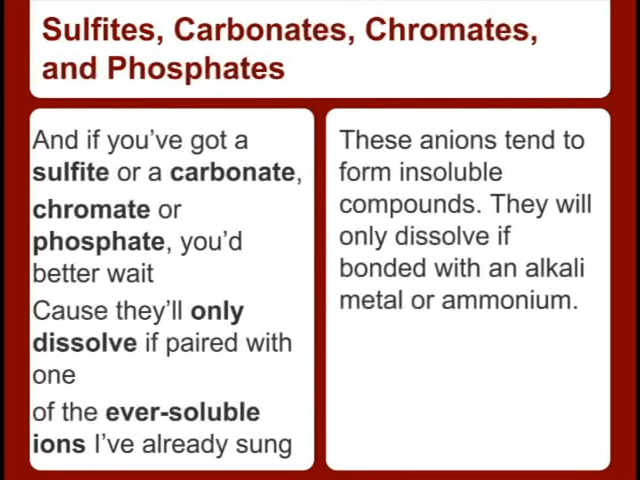 Sulfites, Carbonates, Chromates,
and Phosphates
And if you've got a
sulfite or a carbonate,
chromate or
phosphate, you'd
better wait
Cause they'll only
dissolve if paired with
one
of the ever-soluble
ions I've already sung
These anions tend to
form insoluble
compounds. They will
only dissolve if
bonded with an alkali
metal or ammonium.